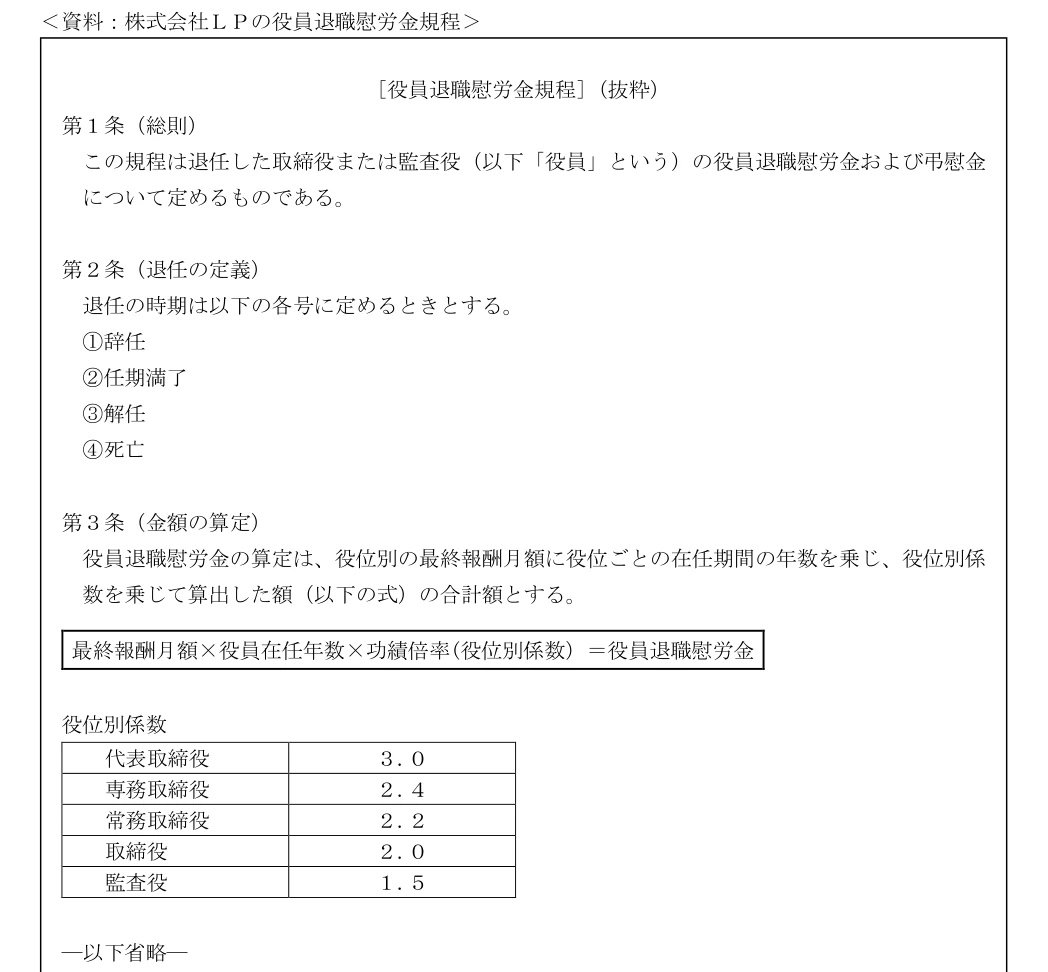 ＜資料：株式会社ＬＰの役員退職慰労金規程＞
［役員退職慰労金規程］（抜粋）
第１条（総則）
この規程は退任した取締役または監査役（以下「役員」という）の役員退職慰労金および弔慰金
について定めるものである。
第２条（退任の定義）
退任の時期は以下の各号に定めるときとする。
①辞任
②任期満了
③解任
④死亡
第３条（金額の算定）
役員退職慰労金の算定は、役位別の最終報酬月額に役位ごとの在任期間の年数を乗じ、役位別係
数を乗じて算出した額（以下の式）の合計額とする。
最終報酬月額×役員在任年数×功績倍率（役位別係数）＝役員退職慰労金
役位別係数
代表取締役 ３．０
専務取締役 ２．４
常務取締役 ２．２
取締役 ２．０
監査役 １．５
―以下省略―